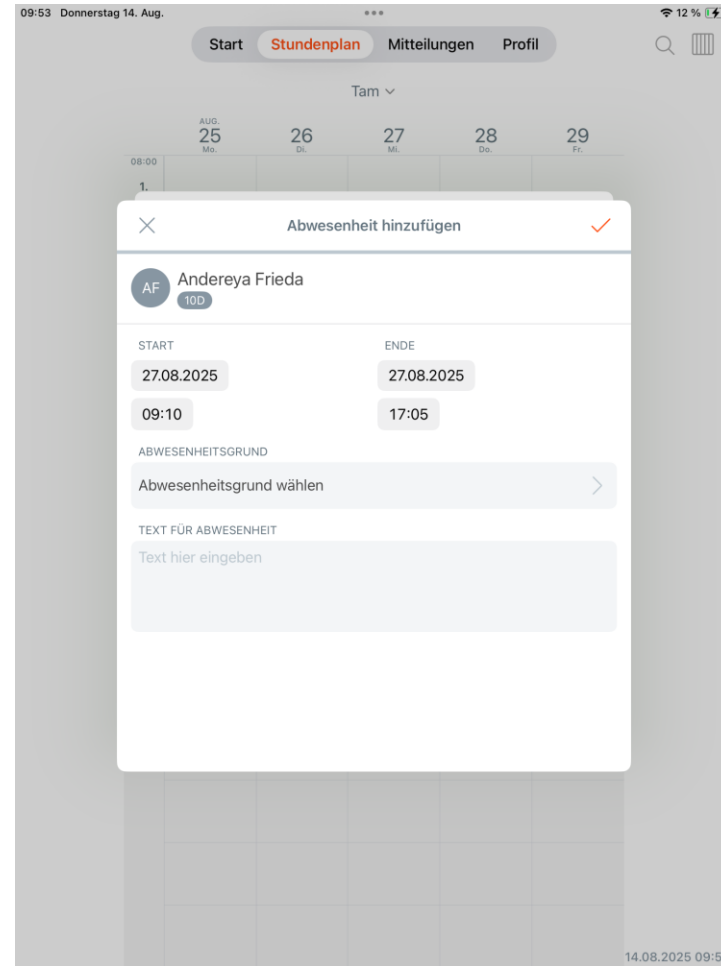 09:53 Donnerstag 14. Aug.
12 %
Start Stundenplan Mitteilungen Profil
Tam
AUG.
25 26 27 28 29
Mo. Di. Mi. Do. Fr.
08:00
1.
Abwesenheit hinzufügen
AF Andereya Frieda
10D
START ENDE
27.08.2025 27.08.2025
09:10 17:05
ABWESENHEITSGRUND
Abwesenheitsgrund wählen
TEXT FÜR ABWESENHEIT
Text hier eingeben
14.08.2025